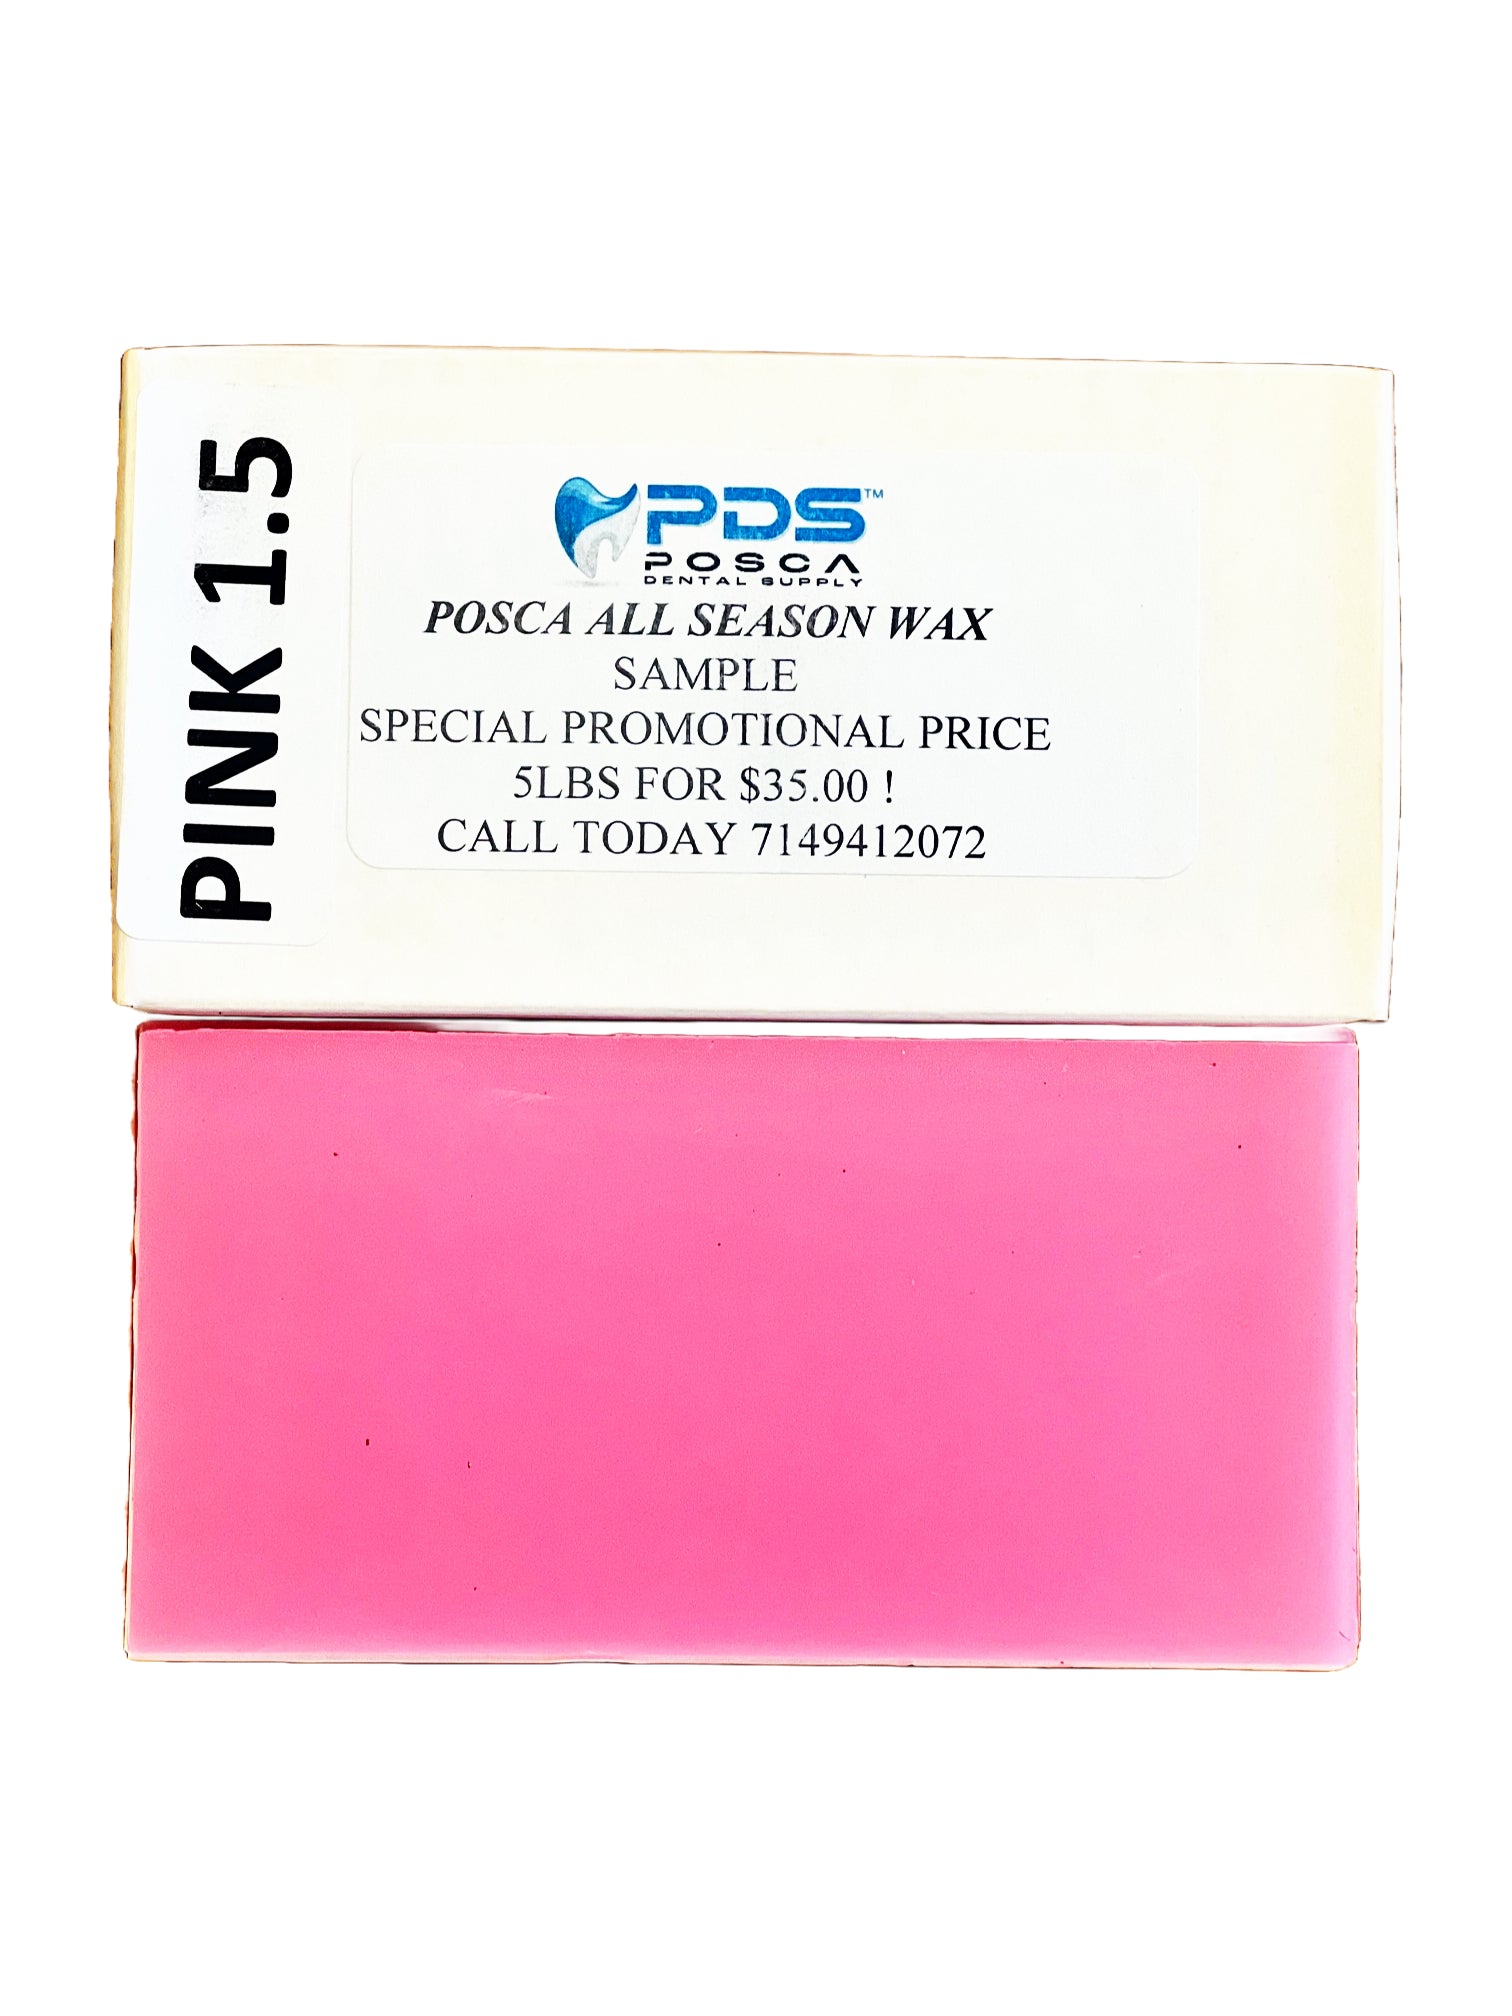 PINK 1.5
PDS™
POSCA
DENTAL SUPPLY
POSCA ALL SEASON WAX
SAMPLE
SPECIAL PROMOTIONAL PRICE
5LBS FOR $35.00 !
CALL TODAY 7149412072